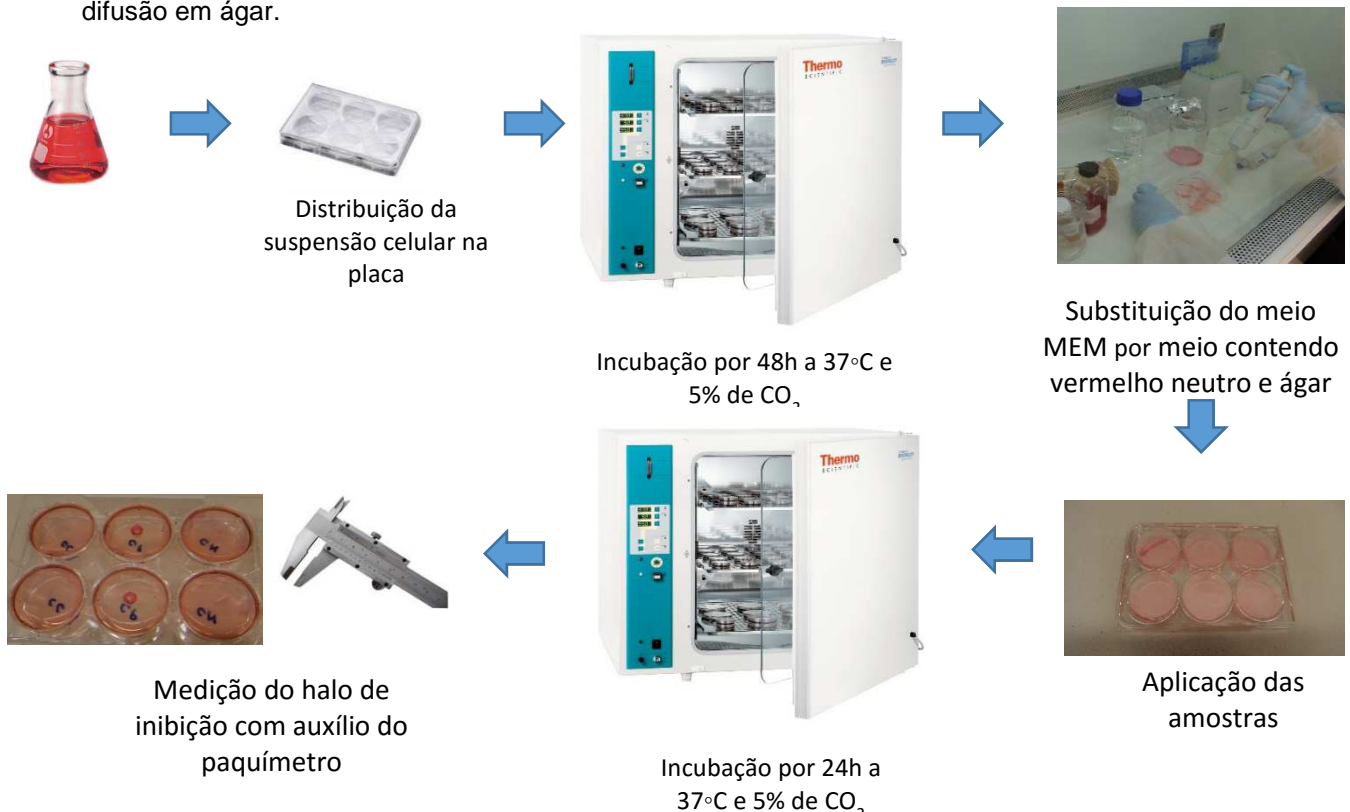 difusão em ágar.
Thermo
SCIENTIFIC
Distribuição da
suspensão celular na
placa
Incubação por 48h a 37◦C e
5% de CO₂
Substituição do meio
MEM por meio contendo
vermelho neutro e ágar
Thermo
SCIENTIFIC
Medição do halo de
inibição com auxílio do
paquímetro
Incubação por 24h a
37◦C e 5% de CO₂
Aplicação das
amostras